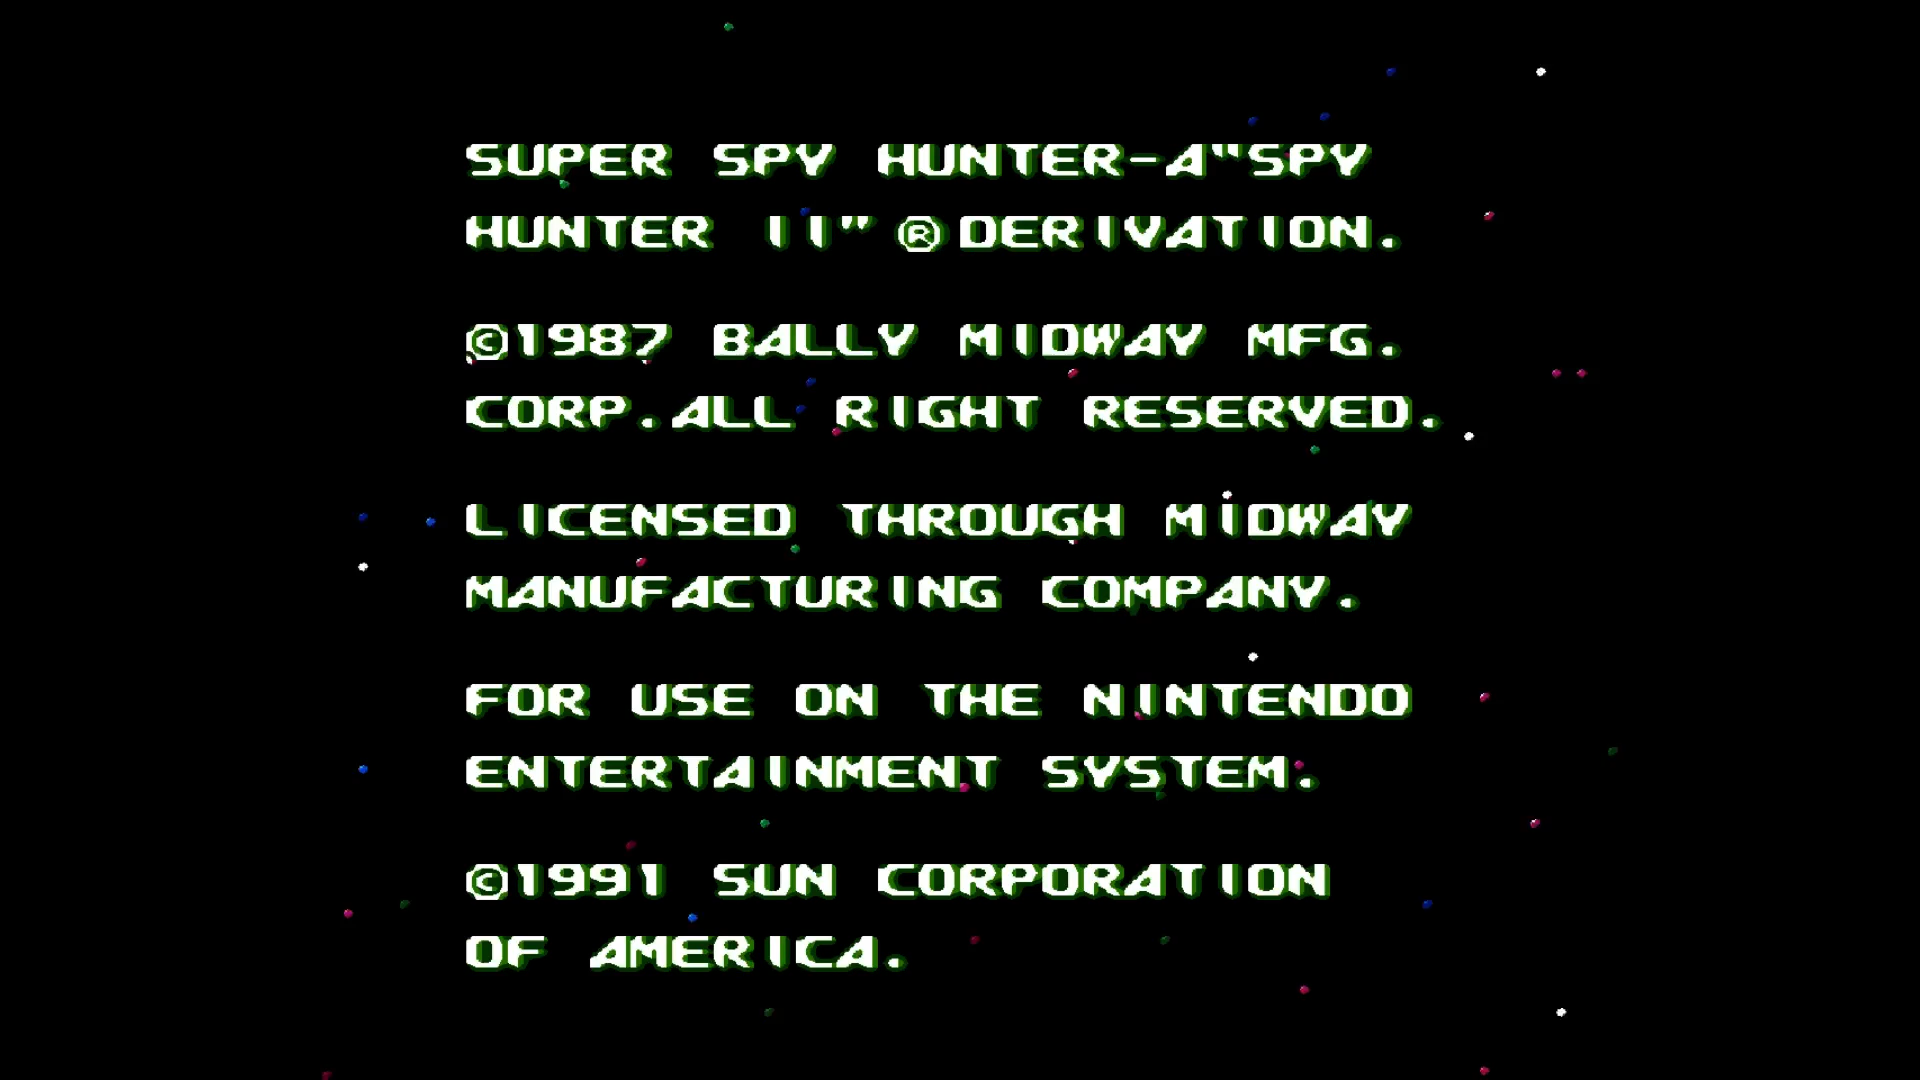 SUPER SPY HUNTER-A"SPY
HUNTER II"®DERIVATION.
©1987 BALLY MIDWAY MFG.
CORP.ALL RIGHT RESERVED.
LICENSED THROUGH MIDWAY
MANUFACTURING COMPANY.
FOR USE ON THE NINTENDO
ENTERTAINMENT SYSTEM.
©1991 SUN CORPORATION
OF AMERICA.